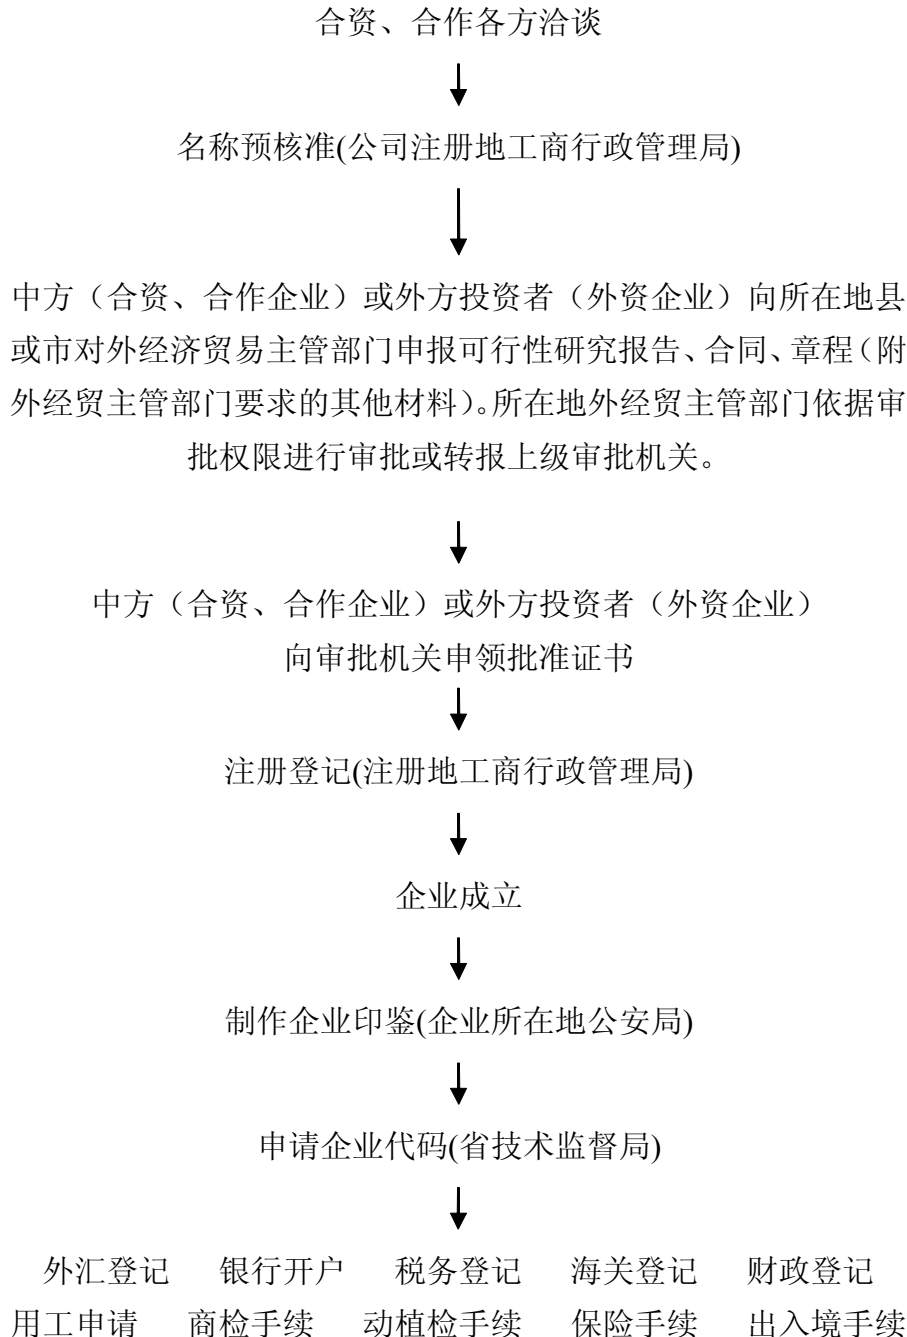 合资、合作各方洽谈
名称预核准(公司注册地工商行政管理局)
中方（合资、合作企业）或外方投资者（外资企业）向所在地县
或市对外经济贸易主管部门申报可行性研究报告、合同、章程（附
外经贸主管部门要求的其他材料）。所在地外经贸主管部门依据审
批权限进行审批或转报上级审批机关。
中方（合资、合作企业）或外方投资者（外资企业）
向审批机关申领批准证书
注册登记(注册地工商行政管理局)
企业成立
制作企业印鉴(企业所在地公安局)
申请企业代码(省技术监督局)
外汇登记 银行开户 税务登记 海关登记 财政登记
用工申请 商检手续 动植检手续 保险手续 出入境手续